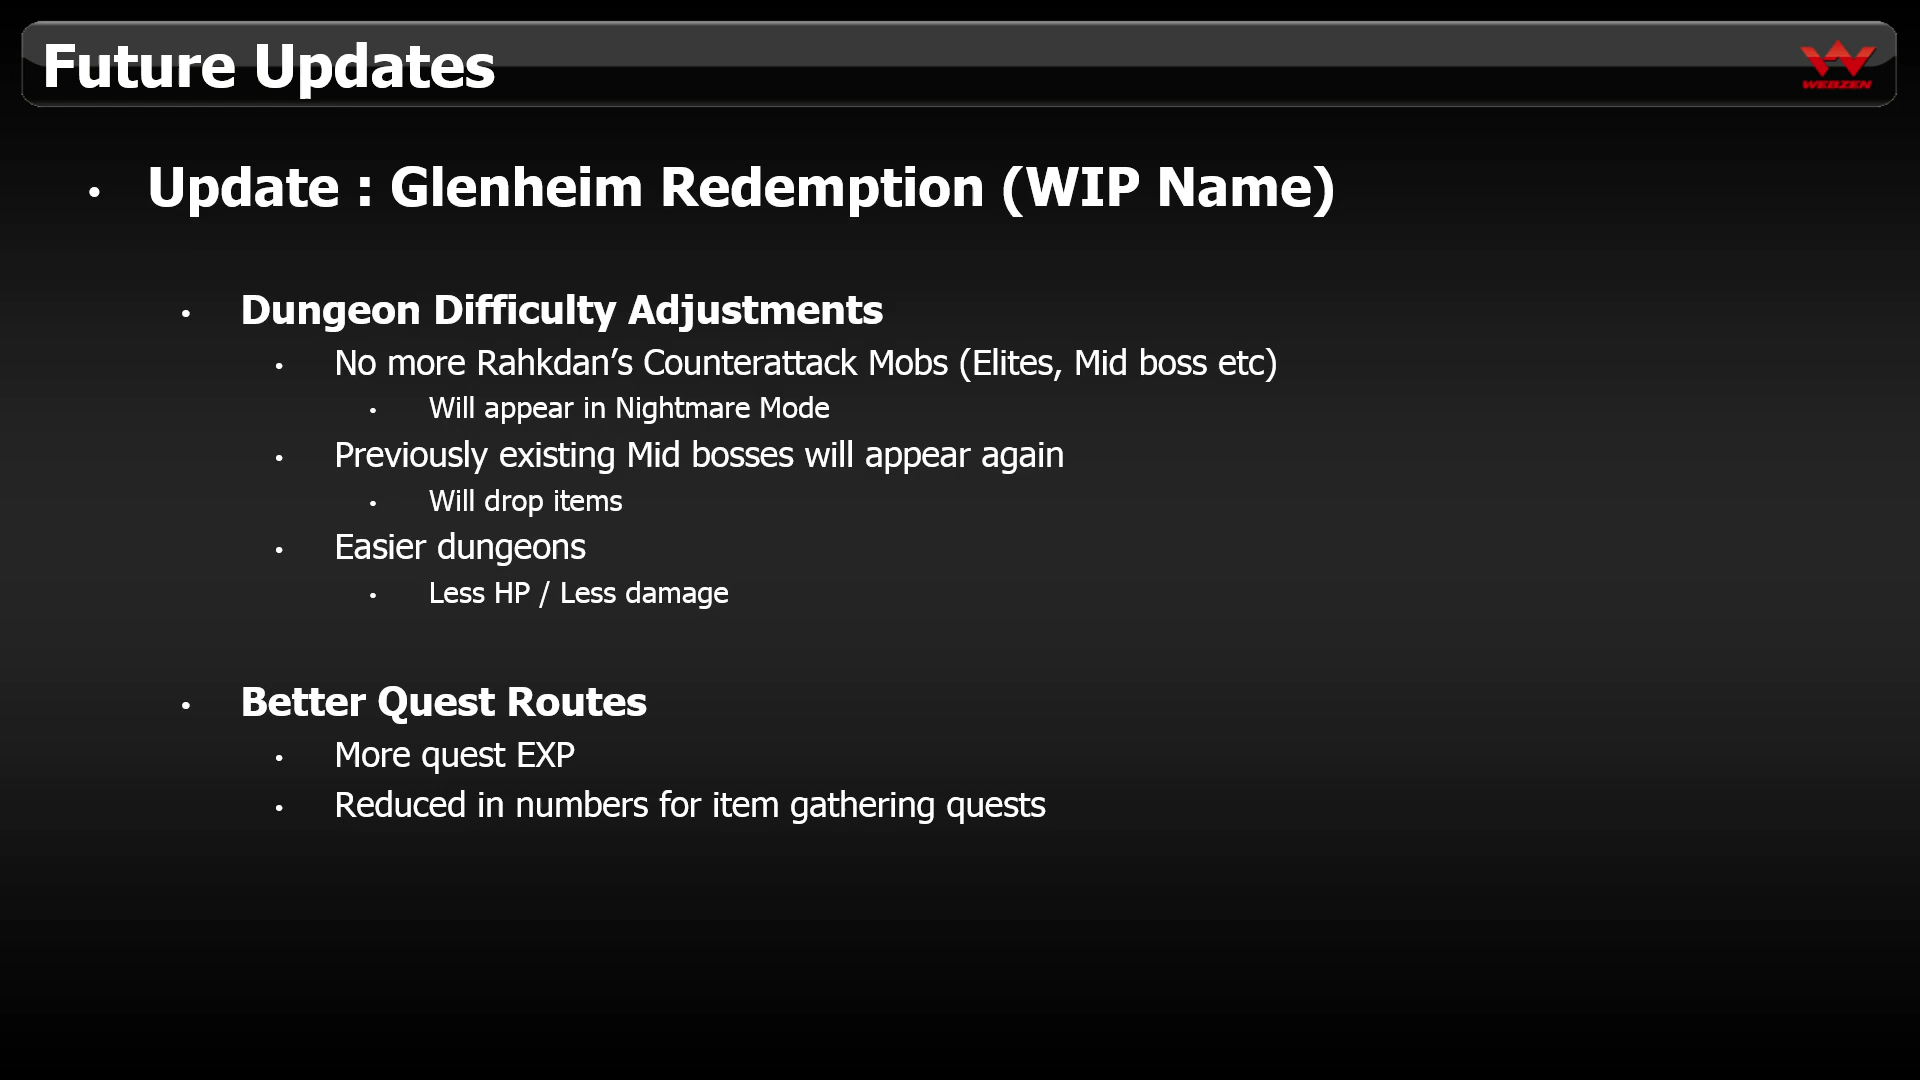 Future Updates
WEBZEN
• Update : Glenheim Redemption (WIP Name)
• Dungeon Difficulty Adjustments
• No more Rahkdan’s Counterattack Mobs (Elites, Mid boss etc)
• Will appear in Nightmare Mode
• Previously existing Mid bosses will appear again
• Will drop items
• Easier dungeons
• Less HP / Less damage
• Better Quest Routes
• More quest EXP
• Reduced in numbers for item gathering quests